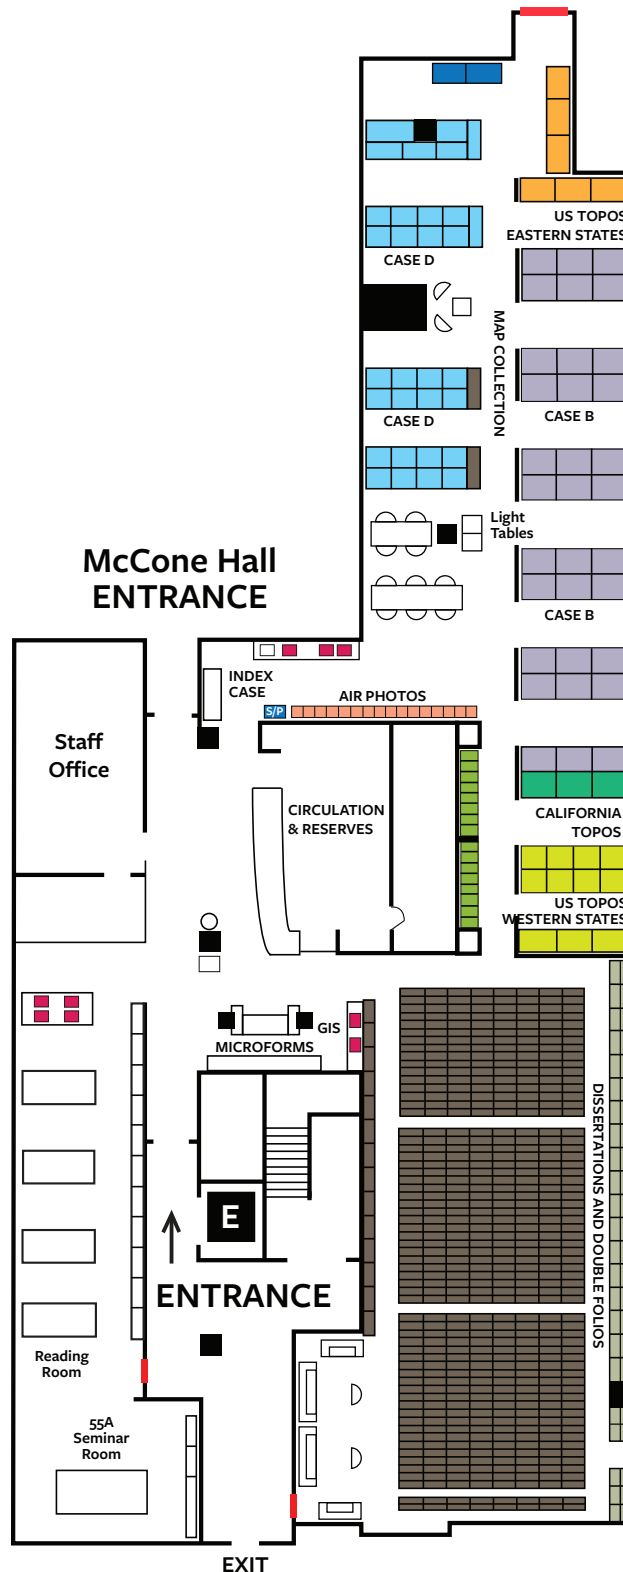 US TOPOS
EASTERN STATES
CASE D
MAP COLLECTION
CASE D
CASE B
Light
Tables
McCone Hall
ENTRANCE
CASE B
INDEX
CASE
S/P
AIR PHOTOS
Staff
Office
CIRCULATION
& RESERVES
CALIFORNIA
TOPOS
US TOPOS
WESTERN STATES
GIS
MICROFORMS
DISSERTATIONS AND DOUBLE FOLIOS
E
ENTRANCE
Reading
Room
55A
Seminar
Room
EXIT